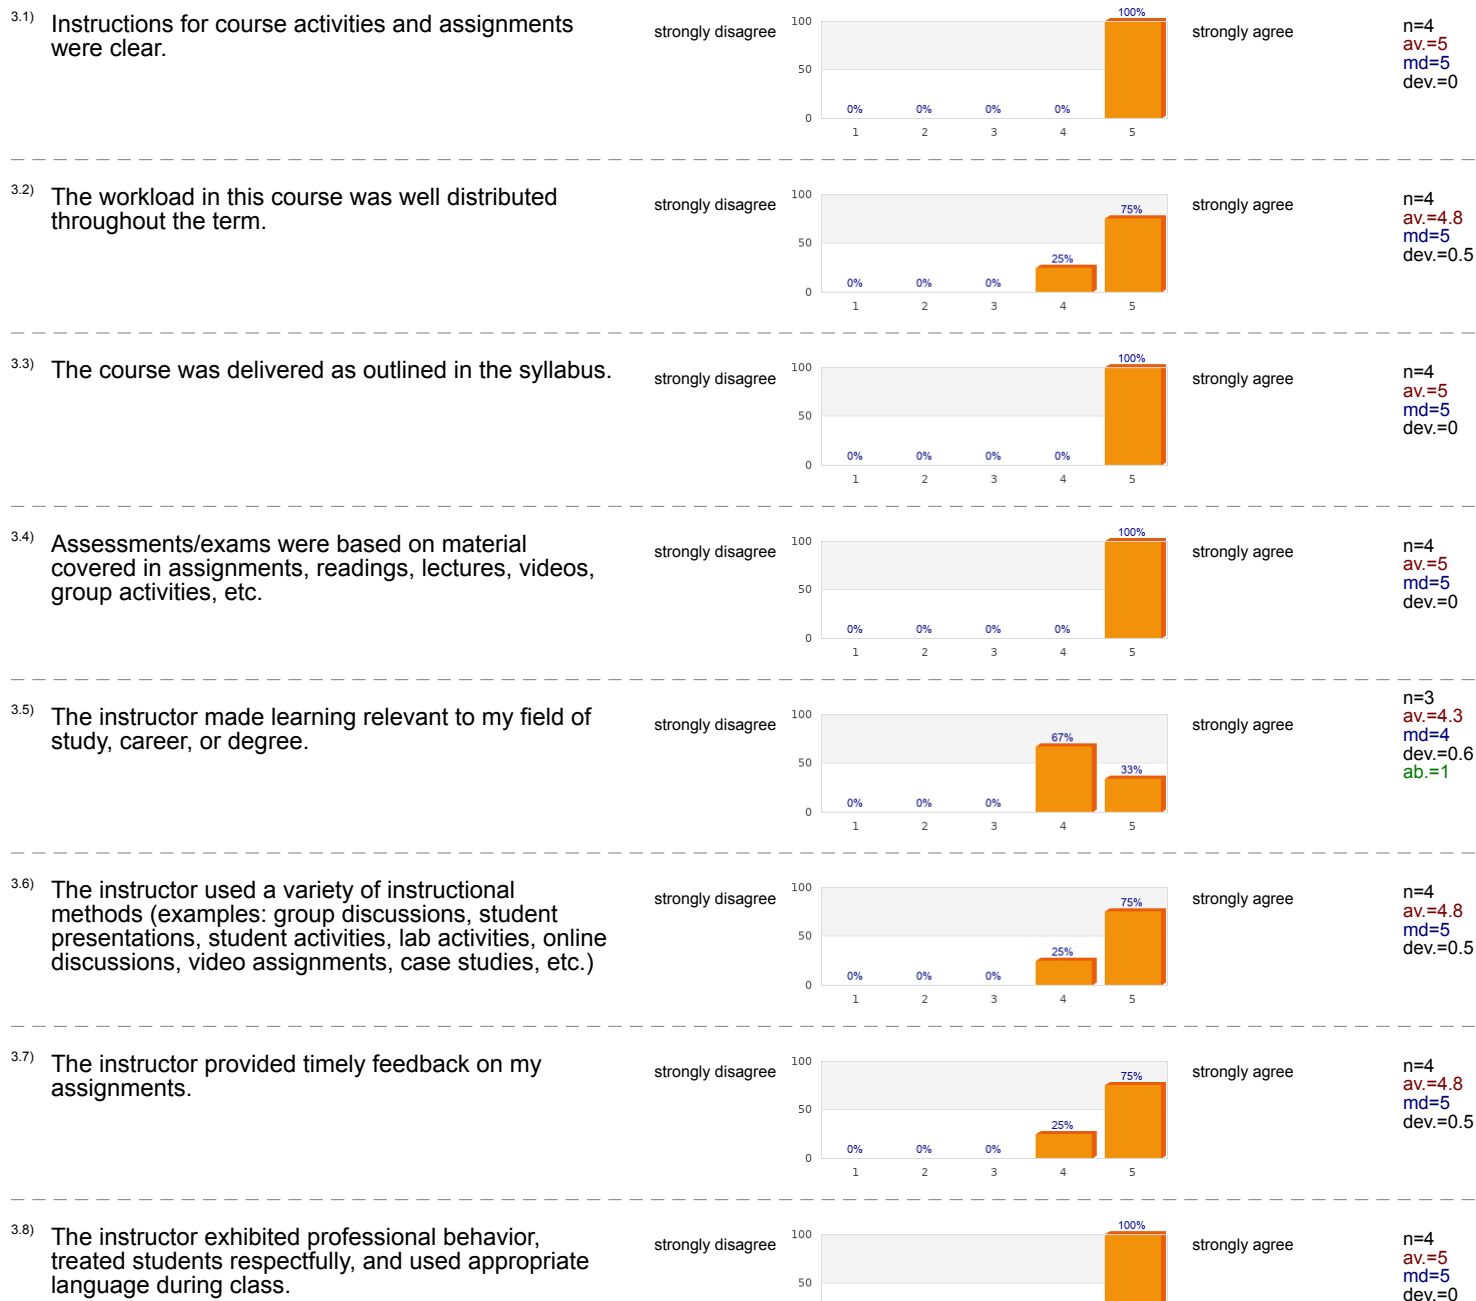 3.1) Instructions for course activities and assignments
were clear.
strongly disagree
strongly agree
100
50
0
0%
0%
0%
0%
100%
1
2
3
4
5
n=4
av.=5
md=5
dev.=0
3.2) The workload in this course was well distributed
throughout the term.
strongly disagree
strongly agree
100
50
0
0%
0%
0%
25%
75%
1
2
3
4
5
n=4
av.=4.8
md=5
dev.=0.5
3.3) The course was delivered as outlined in the syllabus.
strongly disagree
strongly agree
100
50
0
0%
0%
0%
0%
100%
1
2
3
4
5
n=4
av.=5
md=5
dev.=0
3.4) Assessments/exams were based on material
covered in assignments, readings, lectures, videos,
group activities, etc.
strongly disagree
strongly agree
100
50
0
0%
0%
0%
0%
100%
1
2
3
4
5
n=4
av.=5
md=5
dev.=0
3.5) The instructor made learning relevant to my field of
study, career, or degree.
strongly disagree
strongly agree
100
50
0
0%
0%
0%
67%
33%
1
2
3
4
5
n=3
av.=4.3
md=4
dev.=0.6
ab.=1
3.6) The instructor used a variety of instructional
methods (examples: group discussions, student
presentations, student activities, lab activities, online
discussions, video assignments, case studies, etc.)
strongly disagree
strongly agree
100
50
0
0%
0%
0%
25%
75%
1
2
3
4
5
n=4
av.=4.8
md=5
dev.=0.5
3.7) The instructor provided timely feedback on my
assignments.
strongly disagree
strongly agree
100
50
0
0%
0%
0%
25%
75%
1
2
3
4
5
n=4
av.=4.8
md=5
dev.=0.5
3.8) The instructor exhibited professional behavior,
treated students respectfully, and used appropriate
language during class.
strongly disagree
strongly agree
100
50
100%
n=4
av.=5
md=5
dev.=0